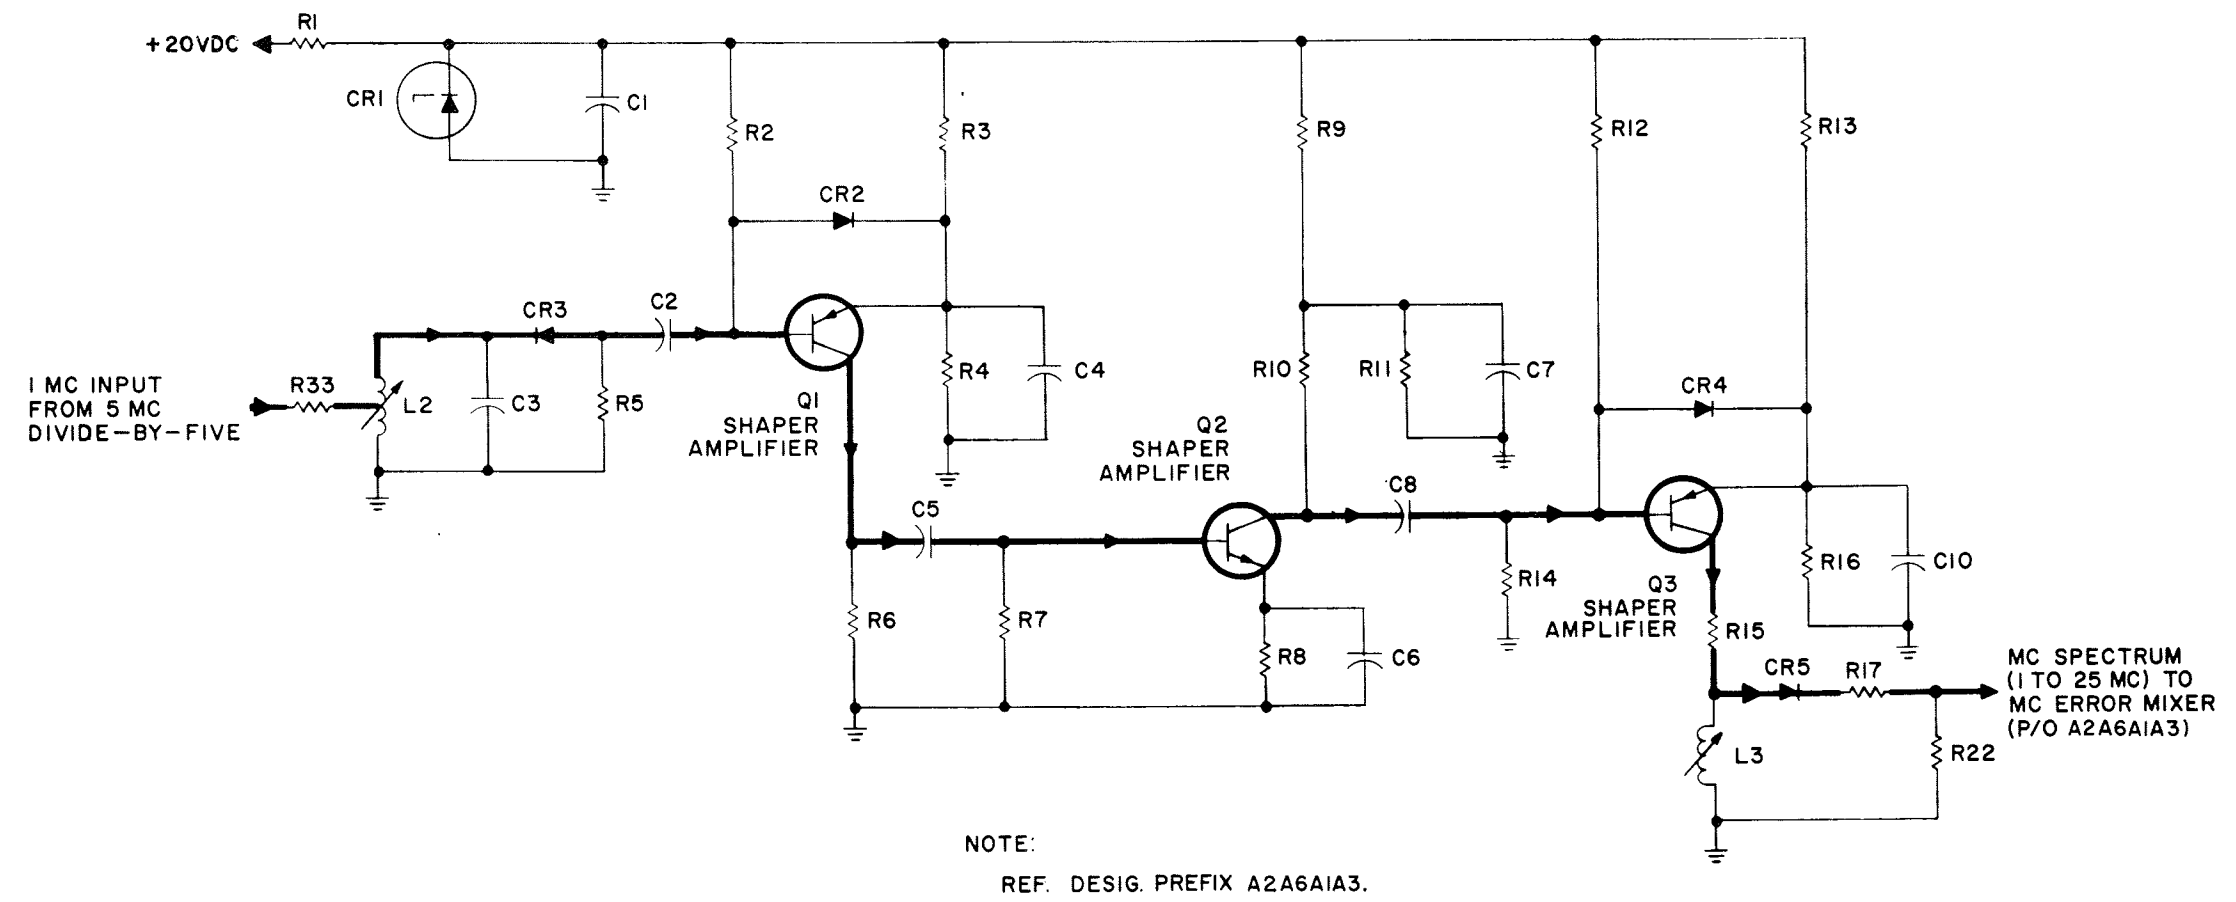 R1
+20VDC
CR1
C1
R2
R3
R9
R12
R13
CR2
C2
CR3
1 MC INPUT
FROM 5 MC
DIVIDE-BY-FIVE
R33
L2
C3
R5
Q1
SHAPER
AMPLIFIER
R4
C4
R10
R11
C7
CR4
Q2
SHAPER
AMPLIFIER
C8
C5
R6
R7
R8
C6
R14
Q3
SHAPER
AMPLIFIER
R16
C10
R15
CR5
R17
MC SPECTRUM
(1 TO 25 MC) TO
MC ERROR MIXER
(P/O A2A6A1A3)
L3
R22
NOTE:
REF. DESIG. PREFIX A2A6A1A3.